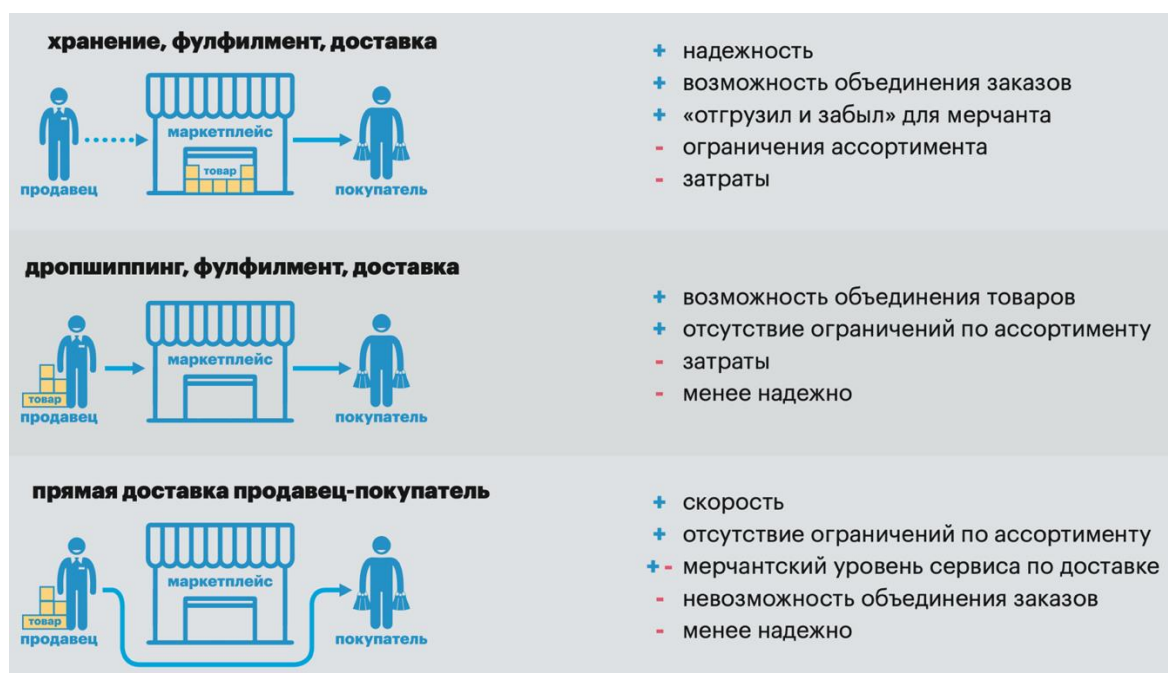 хранение, фулфилмент, доставка
маркетплейс
товар
продавец
покупатель
+ надежность
+ возможность объединения заказов
+ «отгрузил и забыл» для мерчанта
- ограничения ассортимента
- затраты
дропшиппинг, фулфилмент, доставка
маркетплейс
товар
продавец
покупатель
+ возможность объединения товаров
+ отсутствие ограничений по ассортименту
- затраты
- менее надежно
прямая доставка продавец-покупатель
маркетплейс
товар
продавец
покупатель
+ скорость
+ отсутствие ограничений по ассортименту
+ - мерчантский уровень сервиса по доставке
- невозможность объединения заказов
- менее надежно